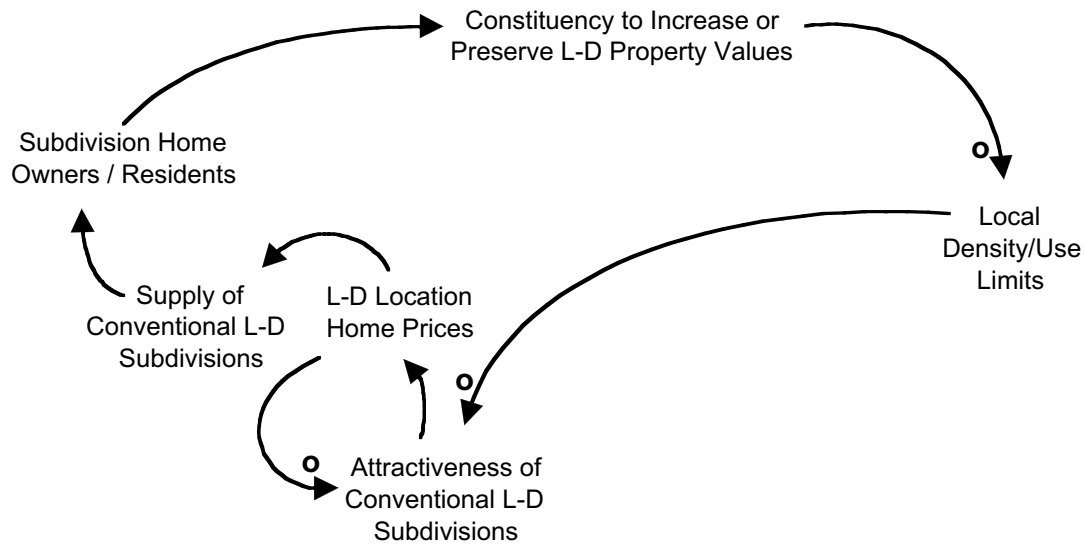 Constituency to Increase or
Preserve L-D Property Values
Subdivision Home
Owners / Residents
o
Local
Density/Use
Limits
Supply of
Conventional L-D
Subdivisions
L-D Location
Home Prices
o
o
Attractiveness of
Conventional L-D
Subdivisions